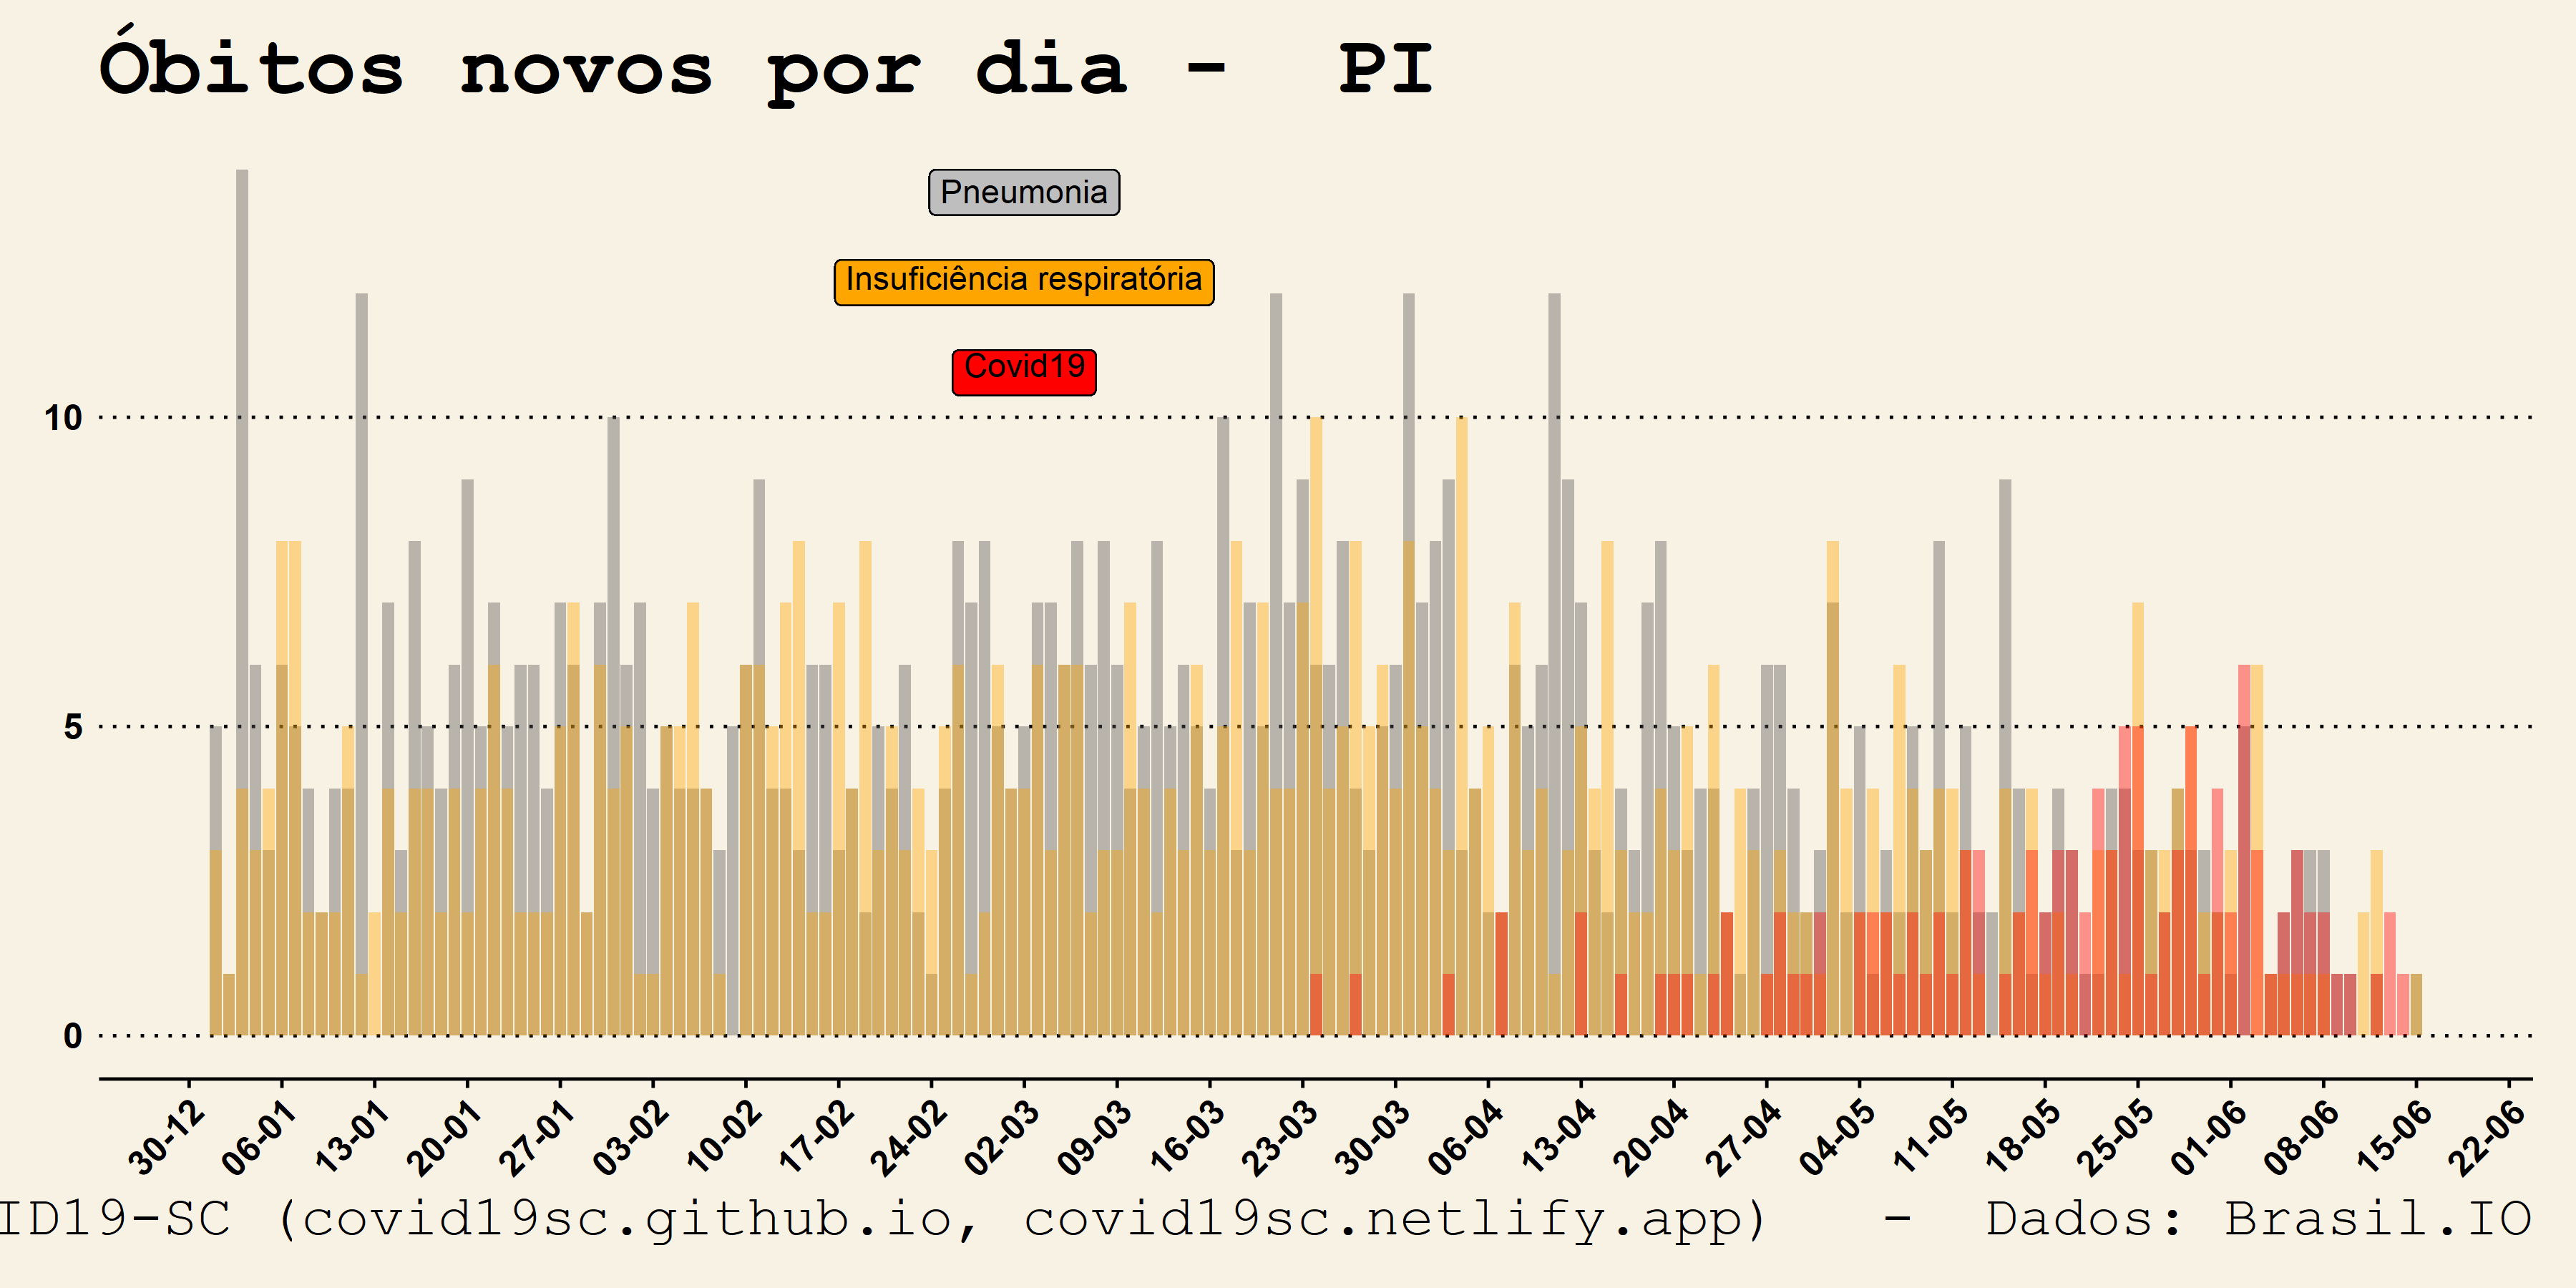 Óbitos novos por dia - PI
Pneumonia
Insuficiência respiratória
Covid19
10
5
0
30-12 06-01 13-01 20-01 27-01 03-02 10-02 17-02 24-02 02-03 09-03 16-03 23-03 30-03 06-04 13-04 20-04 27-04 04-05 11-05 18-05 25-05 01-06 08-06 15-06 22-06
ID19-SC (covid19sc.github.io, covid19sc.netlify.app) - Dados: Brasil.IO